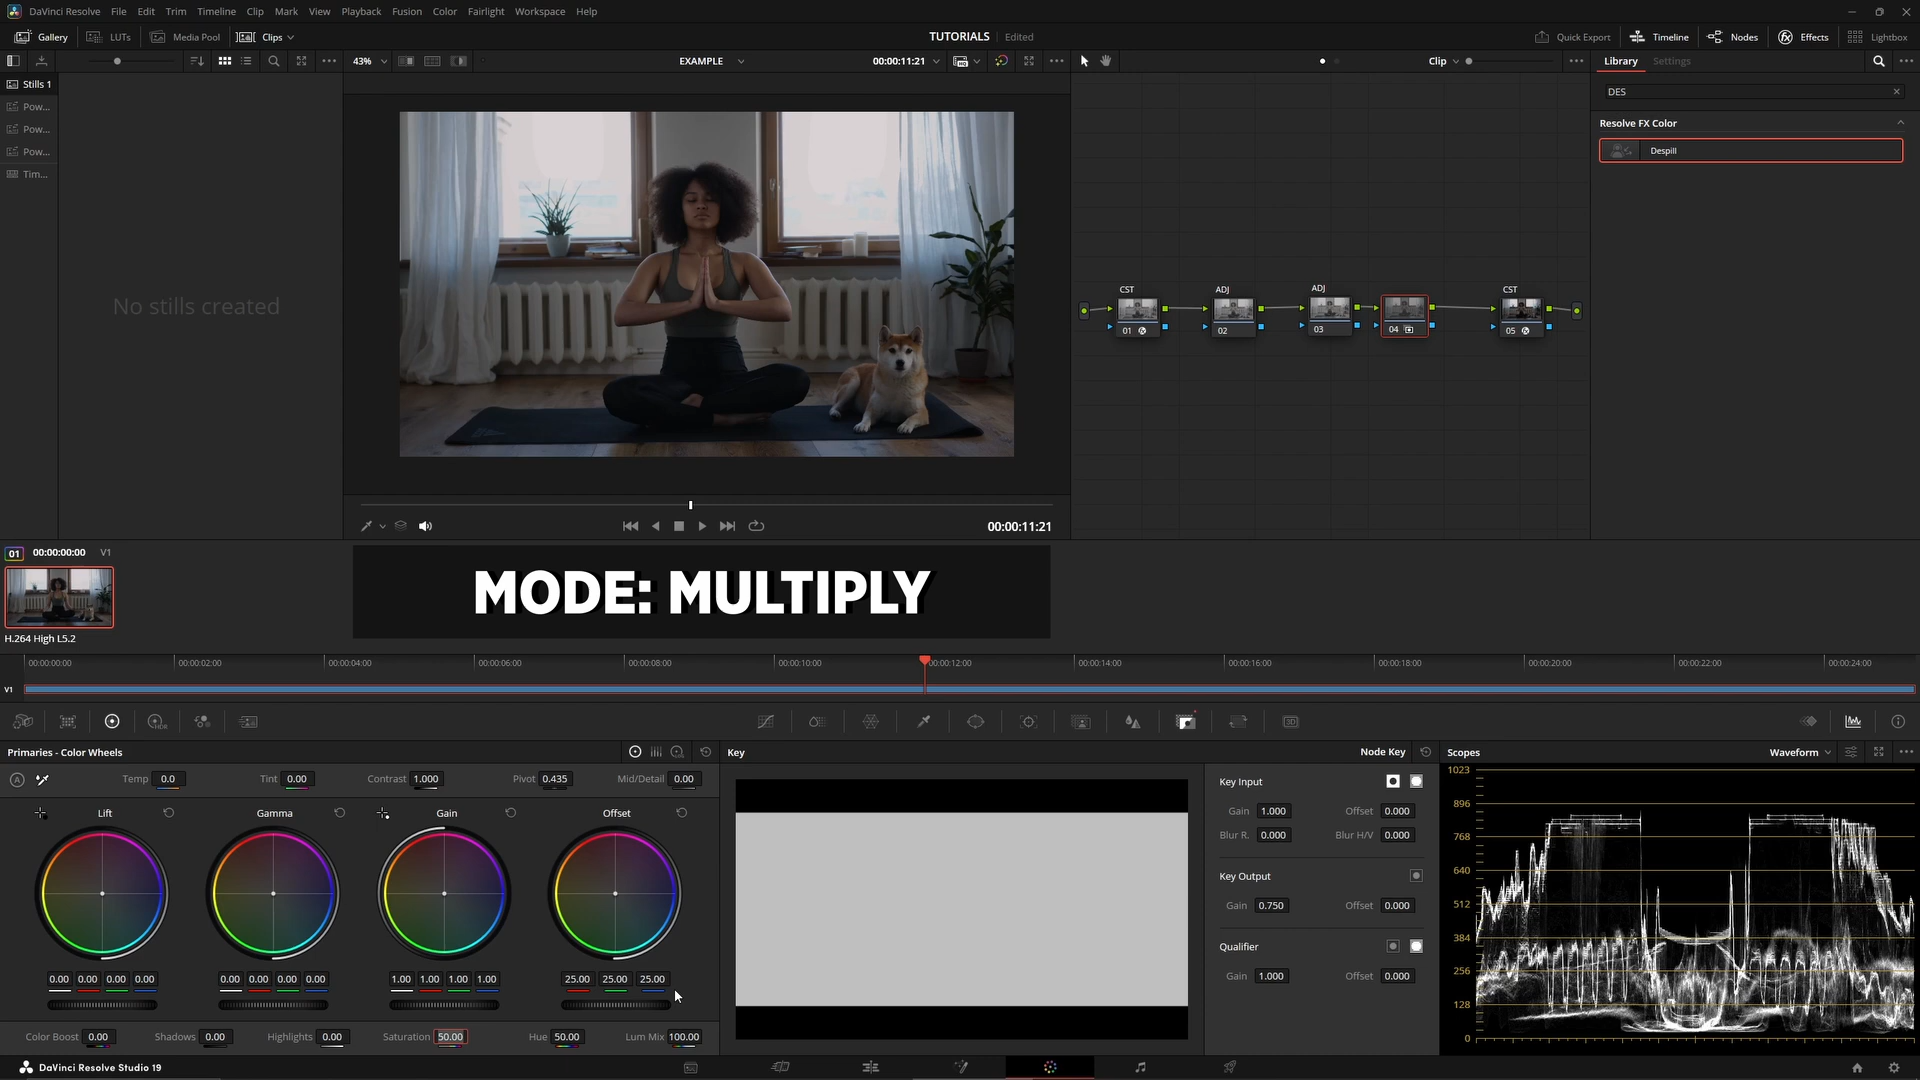 DaVinci Resolve File Edit Trim Timeline Clip Mark View Playback Fusion Color Fairlight Workspace Help
Gallery LUTs Media Pool Clips TUTORIALS Edited Quick Export Timeline Nodes Effects Lightbox
43% EXAMPLE 00:00:11:21 Clip Library Settings
Stills 1
Pow...
Pow...
Pow...
Tim...
No stills created
DES
Resolve FX Color
Despill
CST ADJ ADJ CST
01 02 03 04 05
00:00:11:21
01 00:00:00:00 V1
H.264 High L5.2
MODE: MULTIPLY
00:00:00:00 00:00:02:00 00:00:04:00 00:00:06:00 00:00:08:00 00:00:10:00 00:00:12:00 00:00:14:00 00:00:16:00 00:00:18:00 00:00:20:00 00:00:22:00 00:00:24:00
V1
HDR
3D
Primaries - Color Wheels
Temp 0.0 Tint 0.00 Contrast 1.000 Pivot 0.435 Mid/Detail 0.00
Lift Gamma Gain Offset
0.00 0.00 0.00 0.00 0.00 0.00 0.00 0.00 1.00 1.00 1.00 1.00 25.00 25.00 25.00
Color Boost 0.00 Shadows 0.00 Highlights 0.00 Saturation 50.00 Hue 50.00 Lum Mix 100.00
Key Node Key
Key Input
Gain 1.000 Offset 0.000
Blur R. 0.000 Blur H/V 0.000
Key Output
Gain 0.750 Offset 0.000
Qualifier
Gain 1.000 Offset 0.000
Scopes Waveform
1023
896
768
640
512
384
256
128
0
DaVinci Resolve Studio 19